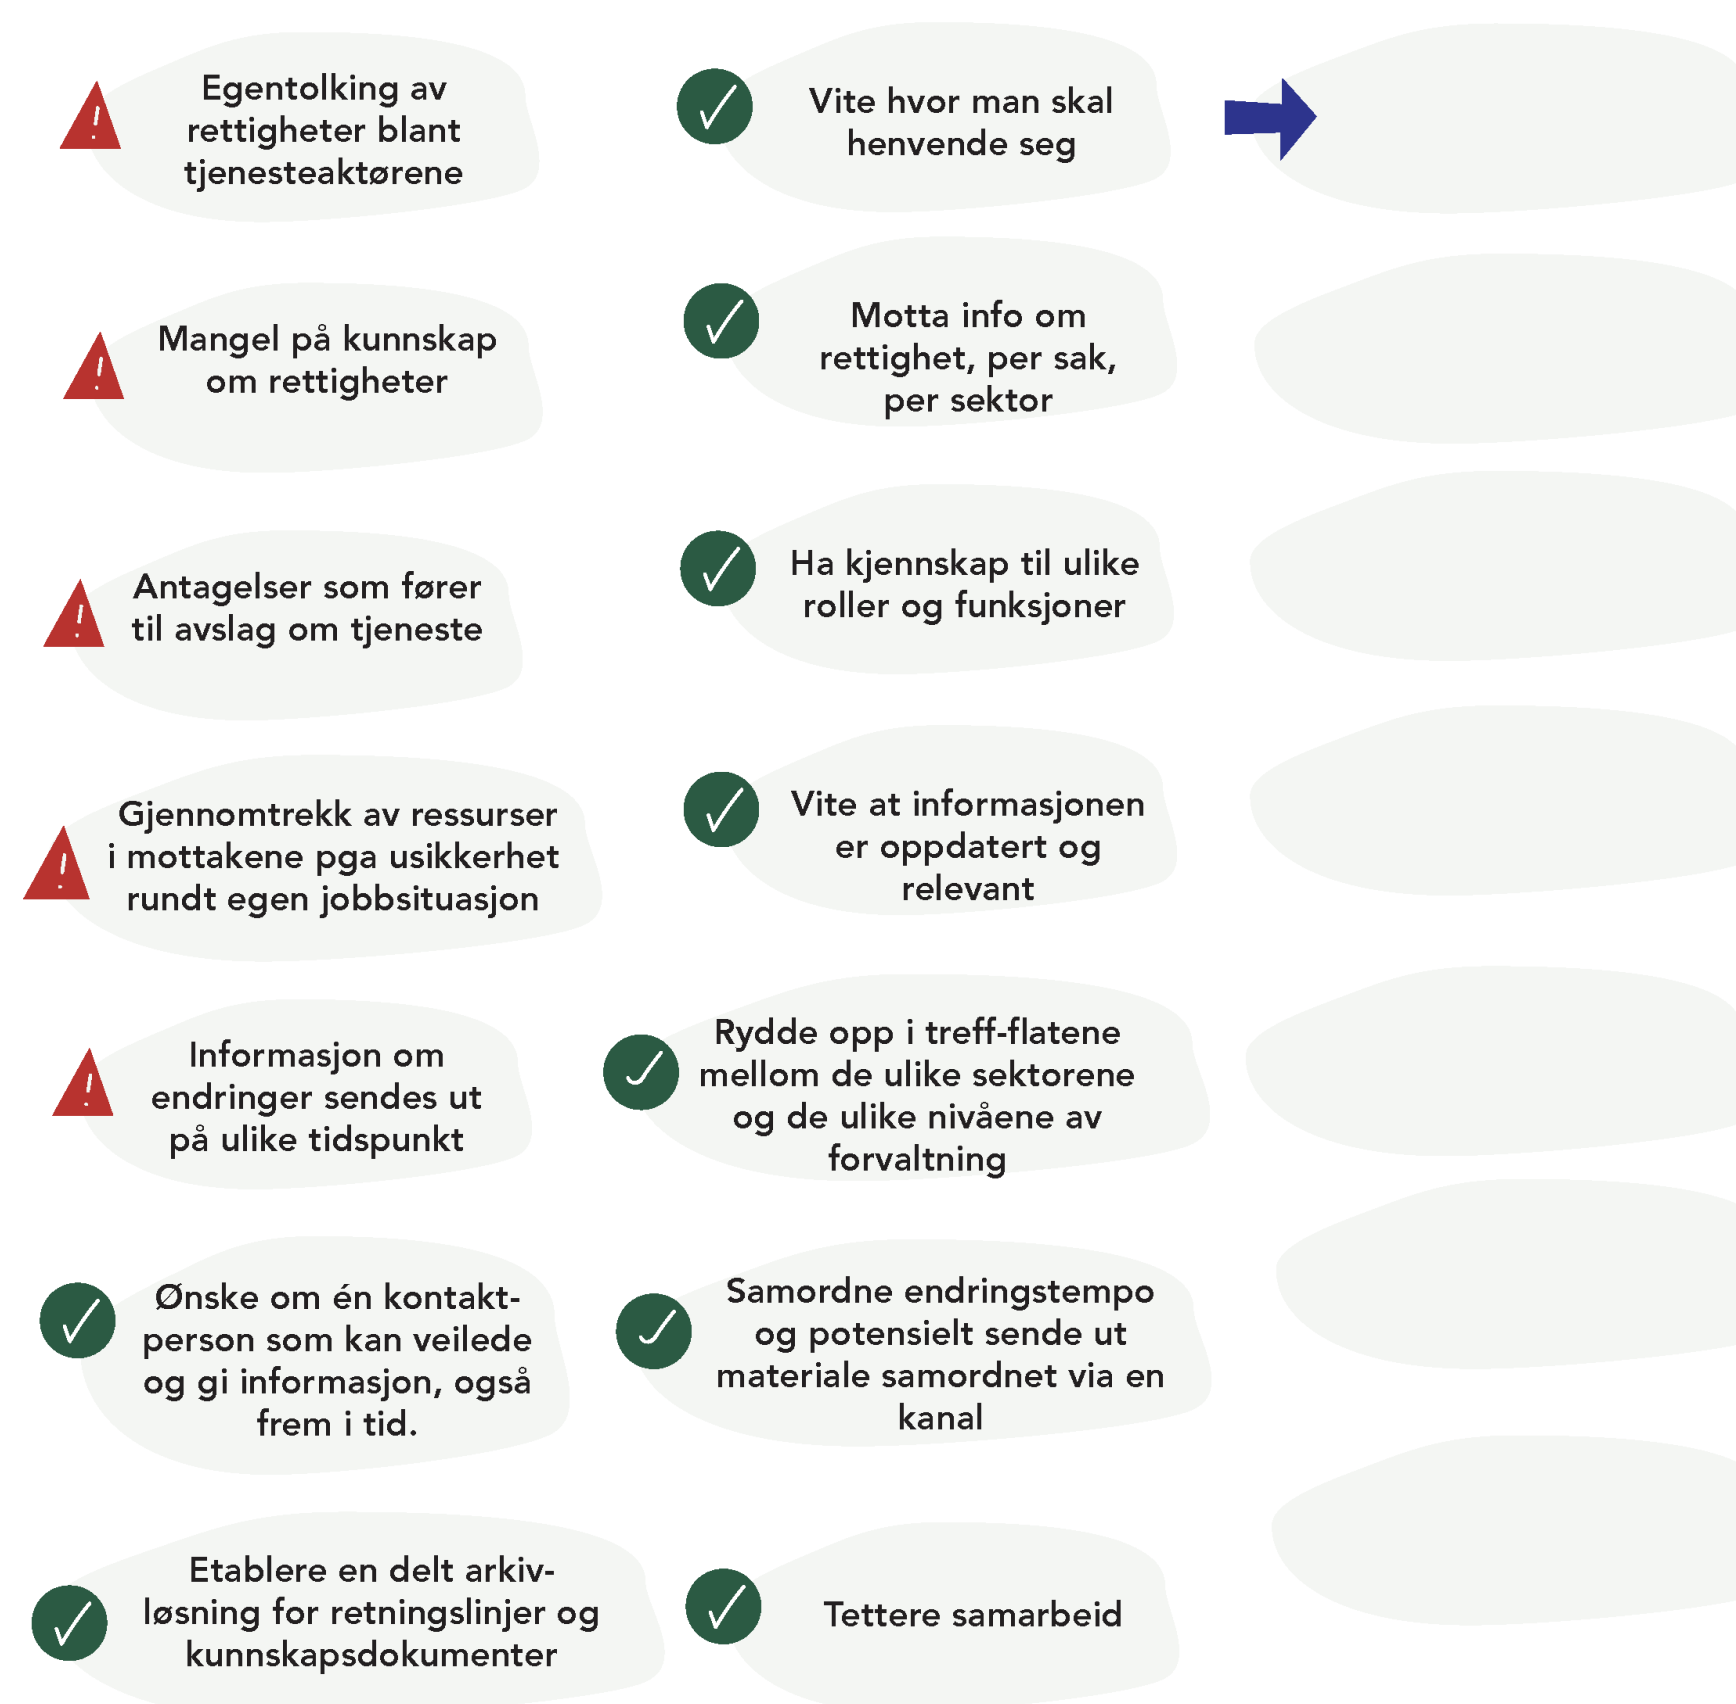 Egentolking av
rettigheter blant
tjenesteaktørene
Mangel på kunnskap
om rettigheter
Antagelser som fører
til avslag om tjeneste
Gjennomtrekk av ressurser
i mottakene pga usikkerhet
rundt egen jobbsituasjon
Informasjon om
endringer sendes ut
på ulike tidspunkt
Ønske om én kontakt-
person som kan veilede
og gi informasjon, også
frem i tid.
Etablere en delt arkiv-
løsning for retningslinjer og
kunnskapsdokumenter
Vite hvor man skal
henvende seg
Motta info om
rettighet, per sak,
per sektor
Ha kjennskap til ulike
roller og funksjoner
Vite at informasjonen
er oppdatert og
relevant
Rydde opp i treff-flatene
mellom de ulike sektorene
og de ulike nivåene av
forvaltning
Samordne endringstempo
og potensielt sende ut
materiale samordnet via en
kanal
Tettere samarbeid